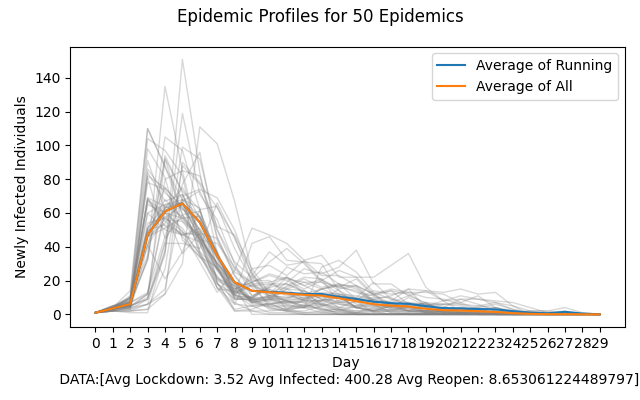 Epidemic Profiles for 50 Epidemics
Average of Running
Average of All
Newly Infected Individuals
140
120
100
80
60
40
20
0
0 1 2 3 4 5 6 7 8 9 10 11 12 13 14 15 16 17 18 19 20 21 22 23 24 25 26 27 28 29
Day
DATA:[Avg Lockdown: 3.52 Avg Infected: 400.28 Avg Reopen: 8.653061224489797]